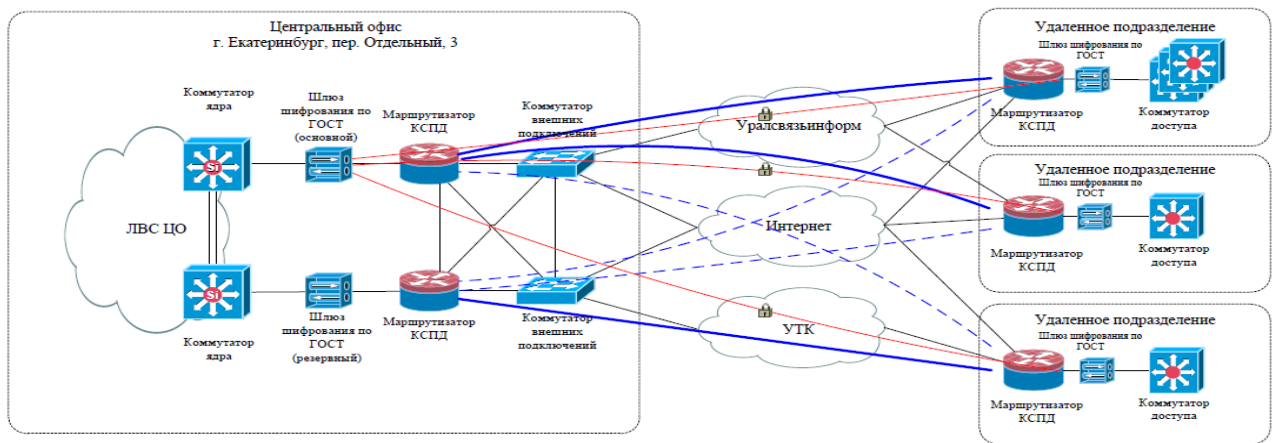 Центральный офис
г. Екатеринбург, пер. Отдельный, 3
Коммутатор
ядра
Шлюз
шифрования по
ГОСТ
(основной)
Маршрутизатор
КСПД
Коммутатор
внешних
подключений
ЛВС ЦО
Si
Si
Коммутатор
ядра
Шлюз
шифрования по
ГОСТ
(резервный)
Маршрутизатор
КСПД
Коммутатор
внешних
подключений
Уралсвязьинформ
Интернет
УТК
Удаленное подразделение
Шлюз шифрования по
ГОСТ
Маршрутизатор
КСПД
Коммутатор
доступа
Удаленное подразделение
Шлюз шифрования по
ГОСТ
Маршрутизатор
КСПД
Коммутатор
доступа
Удаленное подразделение
Шлюз шифрования по
ГОСТ
Маршрутизатор
КСПД
Коммутатор
доступа